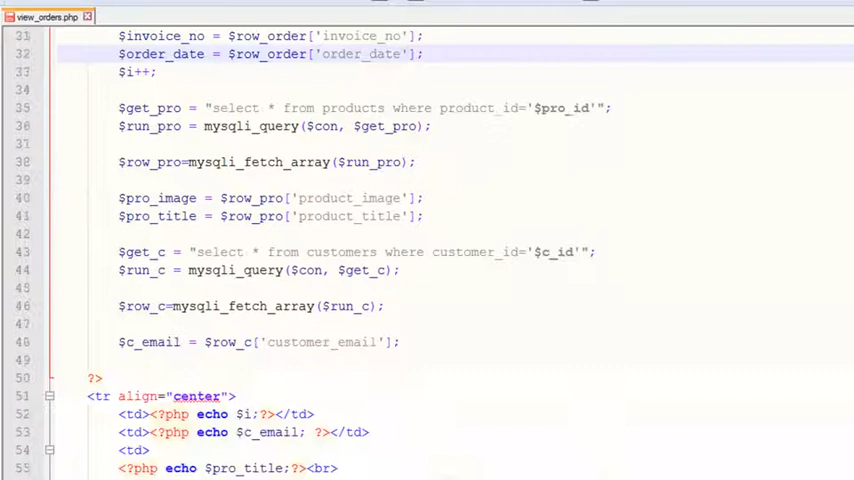 view_orders.php
31 $invoice_no = $row_order['invoice_no'];
32 $order_date = $row_order['order_date'];
33 $i++;
34
35 $get_pro = "select * from products where product_id='$pro_id'";
36 $run_pro = mysqli_query($con, $get_pro);
37
38 $row_pro=mysqli_fetch_array($run_pro);
39
40 $pro_image = $row_pro['product_image'];
41 $pro_title = $row_pro['product_title'];
42
43 $get_c = "select * from customers where customer_id='$c_id'";
44 $run_c = mysqli_query($con, $get_c);
45
46 $row_c=mysqli_fetch_array($run_c);
47
48 $c_email = $row_c['customer_email'];
49
50 ?>
51 <tr align="center">
52 <td><?php echo $i;?></td>
53 <td><?php echo $c_email; ?></td>
54 <td>
55 <?php echo $pro_title;?><br>